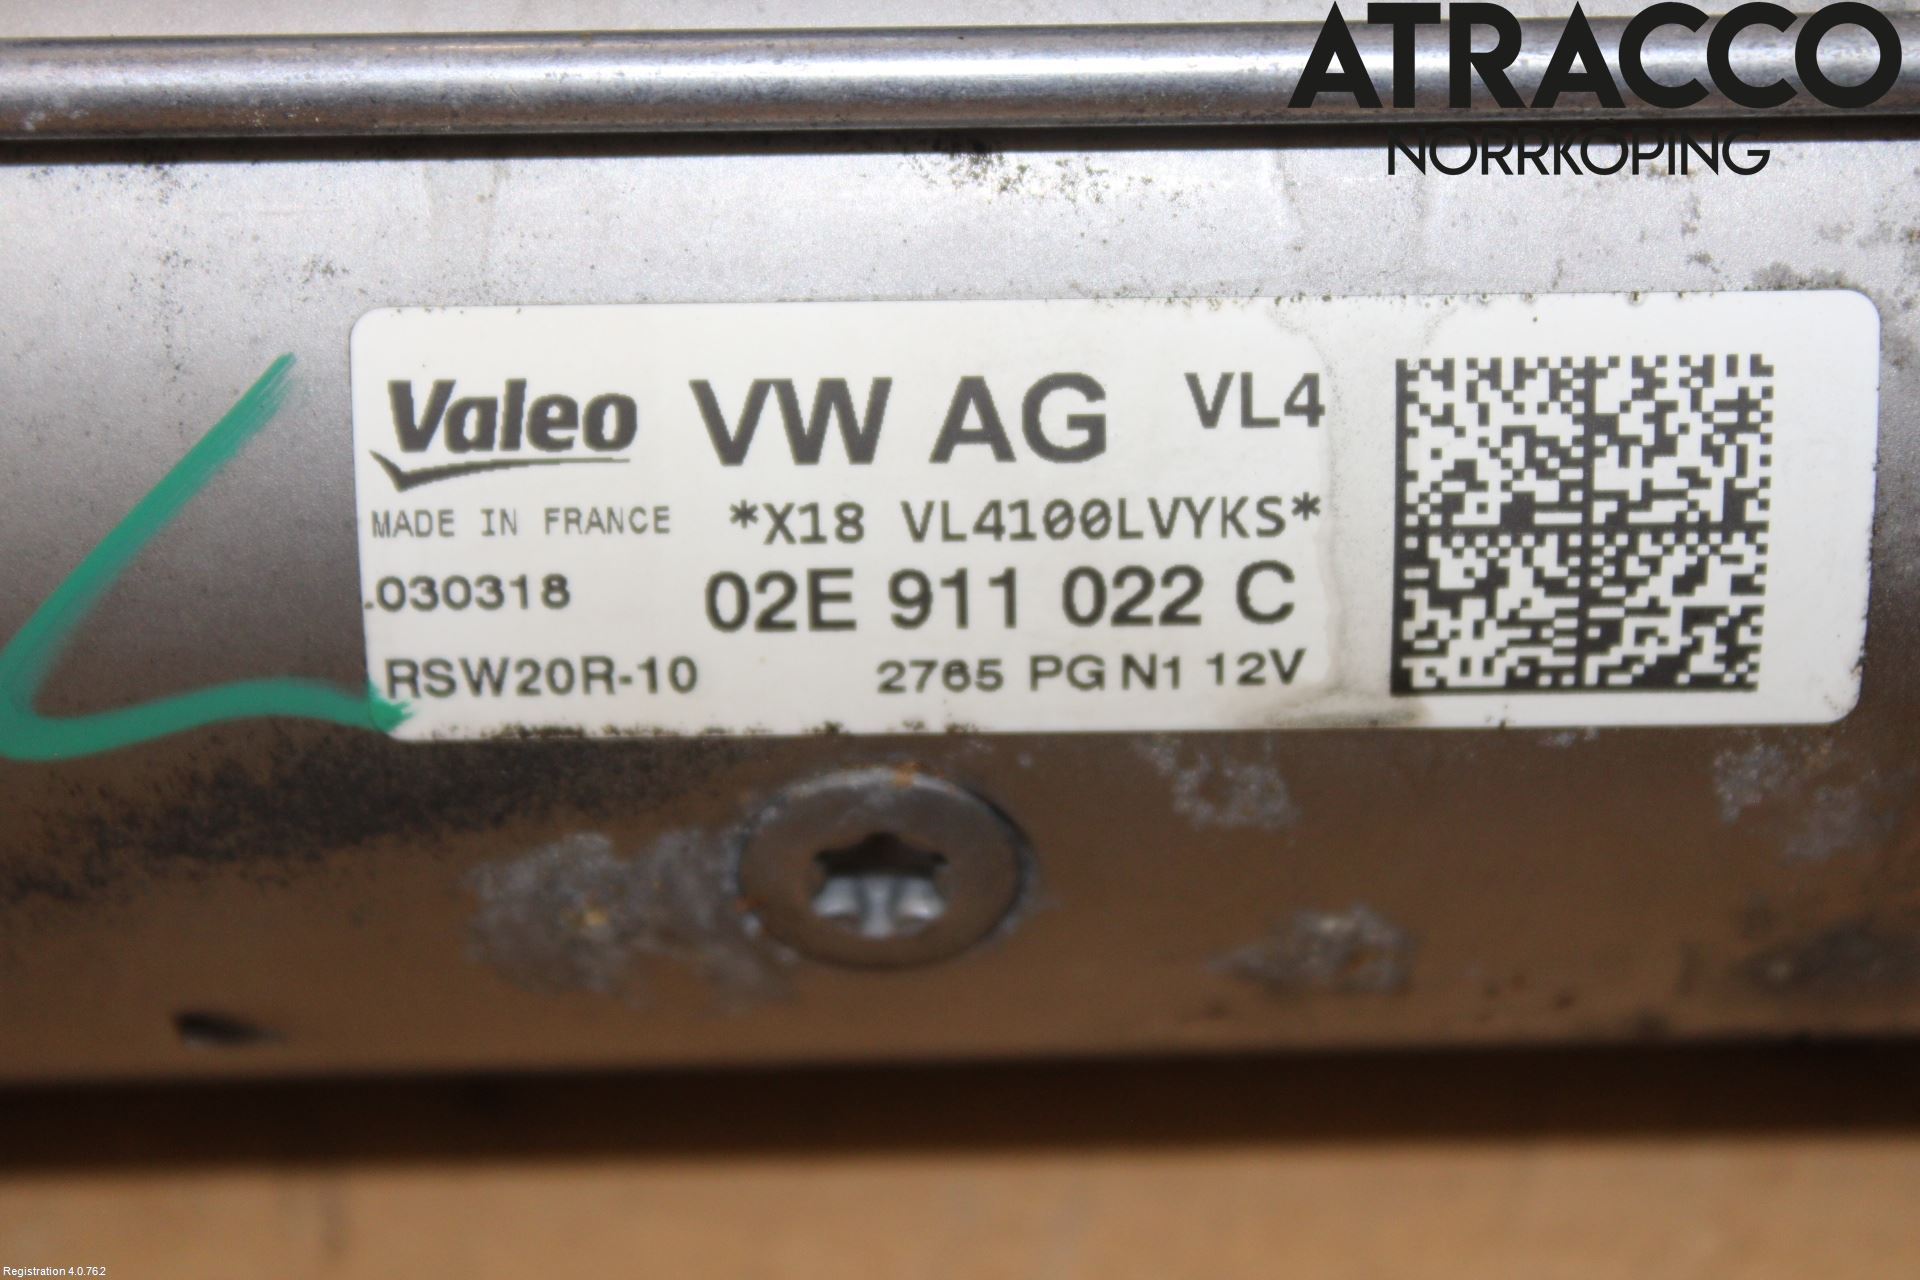 ATRACCO
NORRKÖPING
Valeo VW AG VL4
MADE IN FRANCE *X18 VL4100LVYKS*
.030318 02E 911 022 C
RSW20R-10 2765 PG N1 12V
Registration 4.0.762